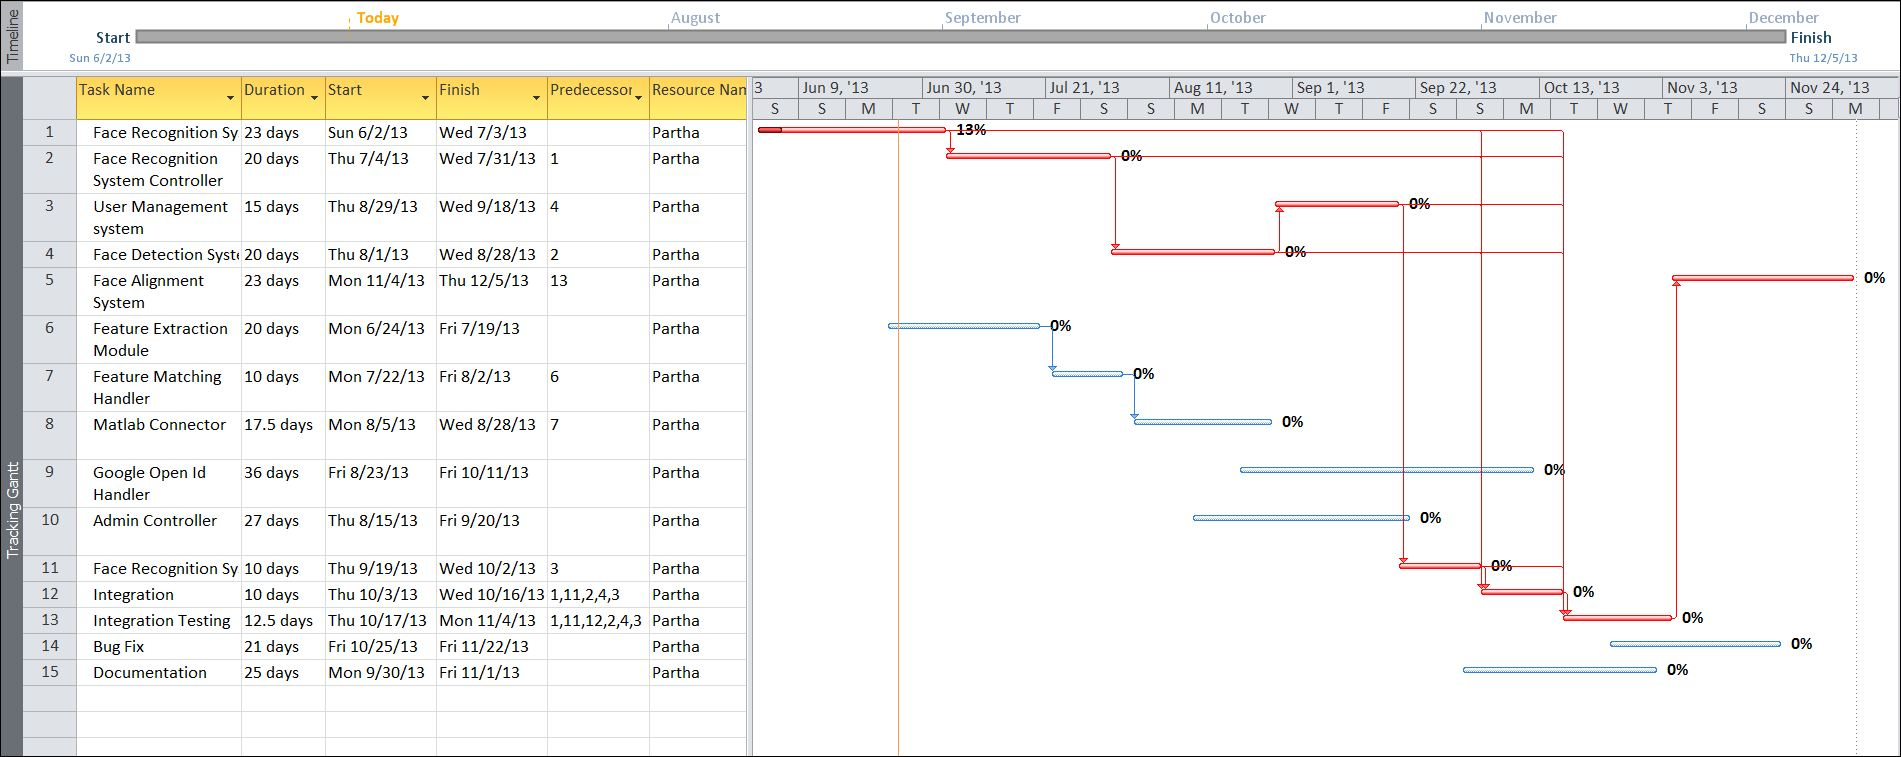 Timeline
Today
August
September
October
November
December
Start
Finish
Sun 6/2/13
Thu 12/5/13
Tracking Gantt
Task Name Duration Start Finish Predecessor Resource Nam
3 Jun 9, '13 Jun 30, '13 Jul 21, '13 Aug 11, '13 Sep 1, '13 Sep 22, '13 Oct 13, '13 Nov 3, '13 Nov 24, '13
S S M T W T F S S M T W T F S S M T W T F S S M
1 Face Recognition Sy 23 days Sun 6/2/13 Wed 7/3/13 Partha 13%
2 Face Recognition 20 days Thu 7/4/13 Wed 7/31/13 1 Partha 0%
System Controller
3 User Management 15 days Thu 8/29/13 Wed 9/18/13 4 Partha 0%
system
4 Face Detection Syst 20 days Thu 8/1/13 Wed 8/28/13 2 Partha 0%
5 Face Alignment 23 days Mon 11/4/13 Thu 12/5/13 13 Partha 0%
System
6 Feature Extraction 20 days Mon 6/24/13 Fri 7/19/13 Partha 0%
Module
7 Feature Matching 10 days Mon 7/22/13 Fri 8/2/13 6 Partha 0%
Handler
8 Matlab Connector 17.5 days Mon 8/5/13 Wed 8/28/13 7 Partha 0%
9 Google Open Id 36 days Fri 8/23/13 Fri 10/11/13 Partha 0%
Handler
10 Admin Controller 27 days Thu 8/15/13 Fri 9/20/13 Partha 0%
11 Face Recognition Sy 10 days Thu 9/19/13 Wed 10/2/13 3 Partha 0%
12 Integration 10 days Thu 10/3/13 Wed 10/16/13 1,11,2,4,3 Partha 0%
13 Integration Testing 12.5 days Thu 10/17/13 Mon 11/4/13 1,11,12,2,4,3 Partha 0%
14 Bug Fix 21 days Fri 10/25/13 Fri 11/22/13 Partha 0%
15 Documentation 25 days Mon 9/30/13 Fri 11/1/13 Partha 0%